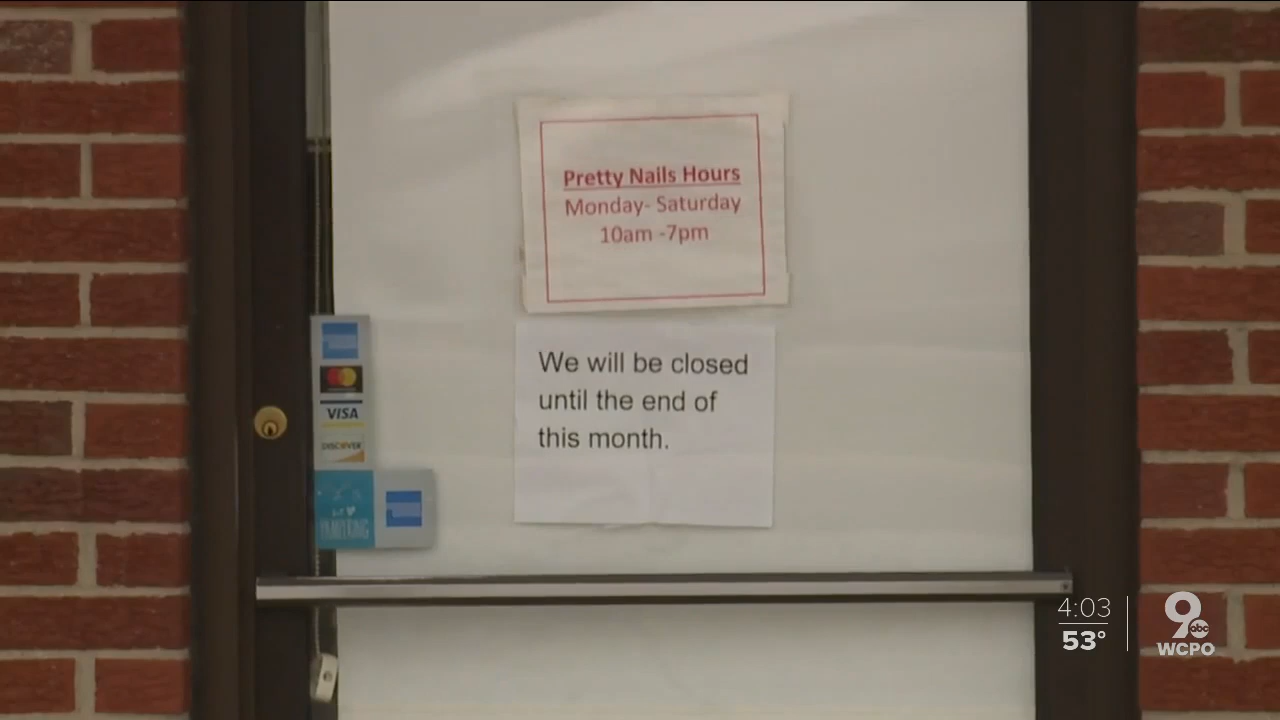 Pretty Nails Hours
Monday- Saturday
10am -7pm
We will be closed
until the end of
this month.
VISA
DISCOVER
4:03
53°
9
abc
WCPO